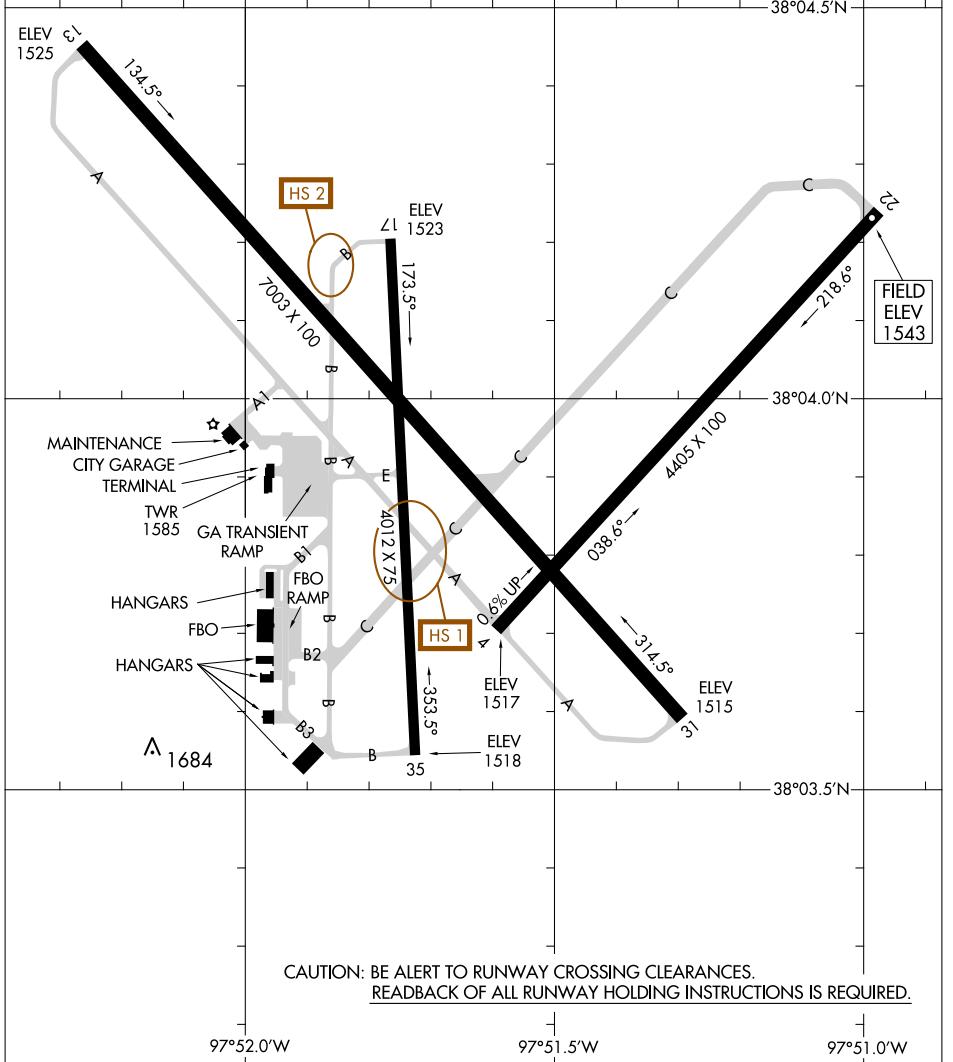 38°04.5'N
ELEV
1525
13
134.5°
A
HS 2
B
17
ELEV
1523
173.5°
C
22
C
218.6°
FIELD
ELEV
1543
7003 X 100
B
A1
38°04.0'N
4405 X 100
MAINTENANCE
CITY GARAGE
TERMINAL
TWR
1585
GA TRANSIENT
RAMP
B
A
E
C
4012 X 75
C
038.6°
B1
FBO
RAMP
A
0.6% UP
HANGARS
FBO
B
C
HS 1
4
314.5°
HANGARS
B2
ELEV
1517
353.5°
B
A
ELEV
1515
31
B3
B
ELEV
1518
35
1684
38°03.5'N
CAUTION: BE ALERT TO RUNWAY CROSSING CLEARANCES.
READBACK OF ALL RUNWAY HOLDING INSTRUCTIONS IS REQUIRED.
97°52.0'W
97°51.5'W
97°51.0'W